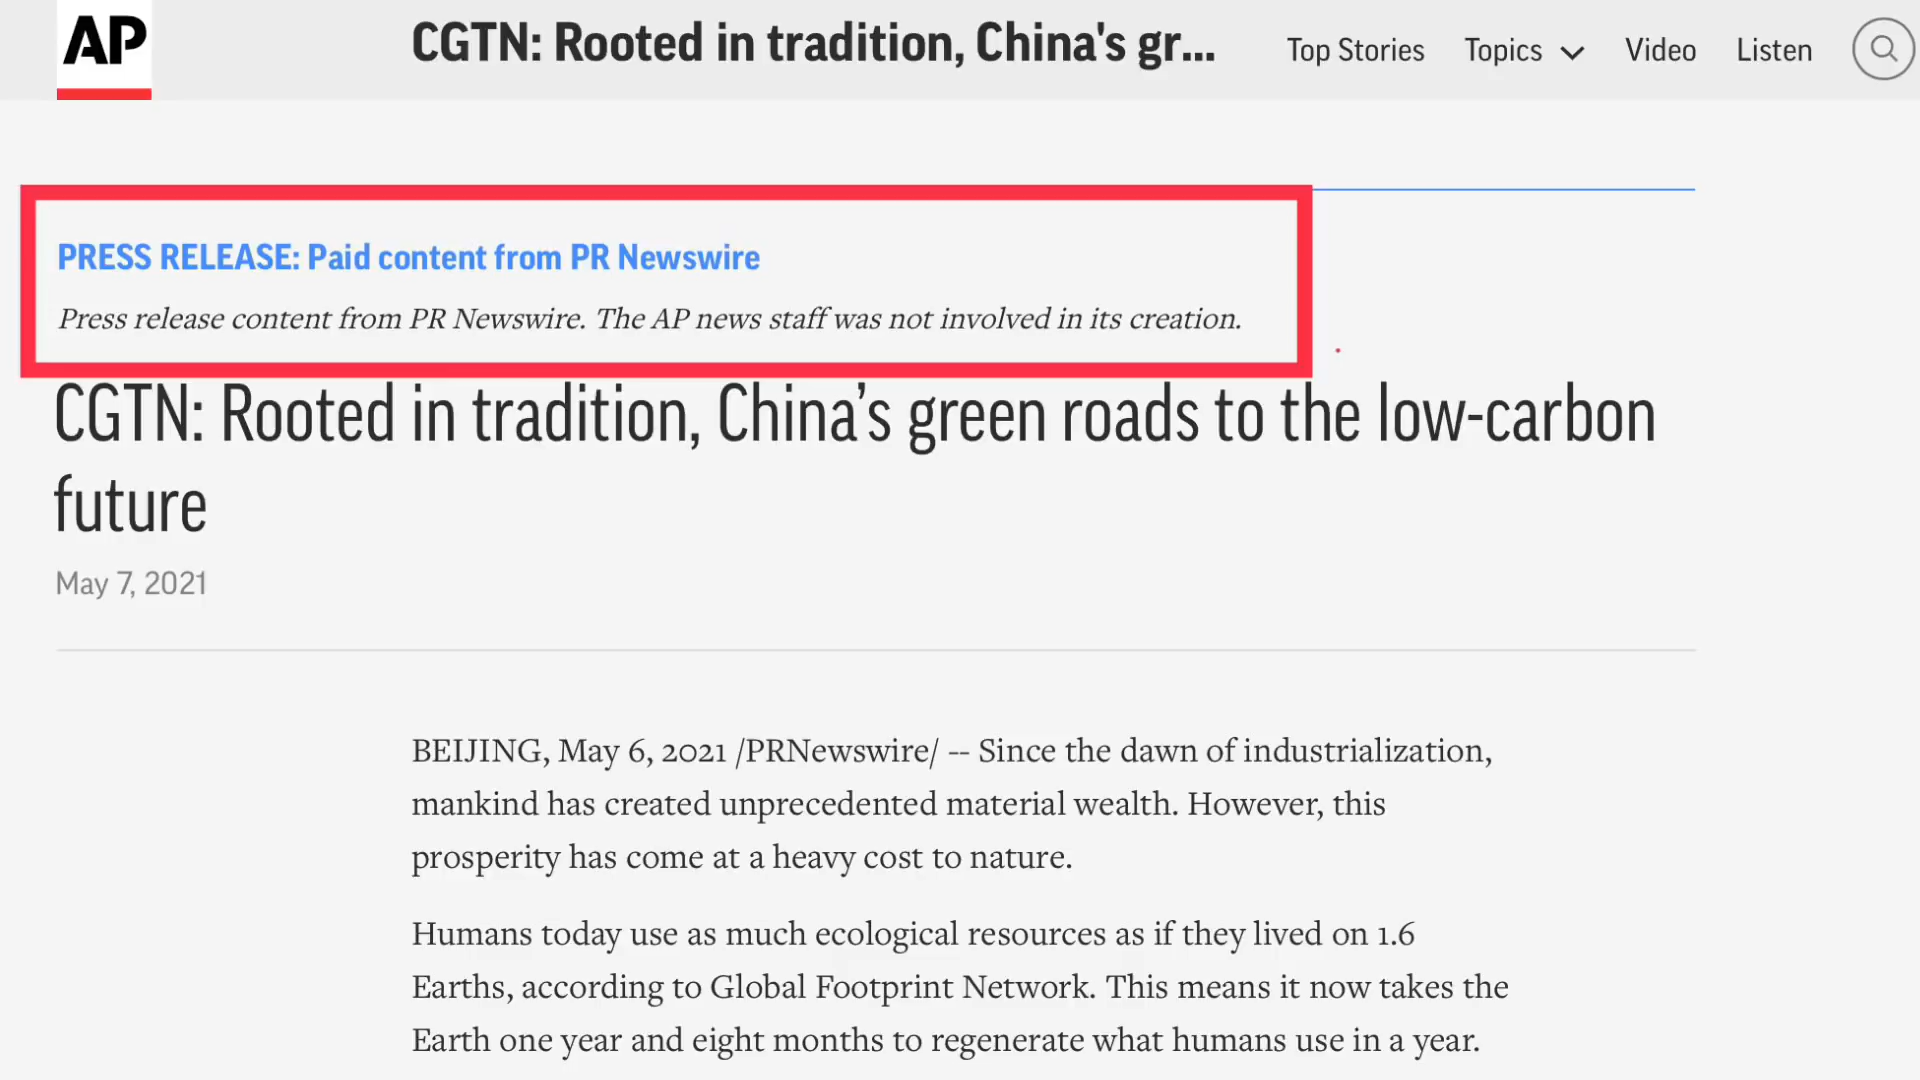 AP
CGTN: Rooted in tradition, China's gr...
Top Stories
Topics
Video
Listen
PRESS RELEASE: Paid content from PR Newswire
Press release content from PR Newswire. The AP news staff was not involved in its creation.
CGTN: Rooted in tradition, China’s green roads to the low-carbon
future
May 7, 2021
BEIJING, May 6, 2021 /PRNewswire/ -- Since the dawn of industrialization,
mankind has created unprecedented material wealth. However, this
prosperity has come at a heavy cost to nature.
Humans today use as much ecological resources as if they lived on 1.6
Earths, according to Global Footprint Network. This means it now takes the
Earth one year and eight months to regenerate what humans use in a year.